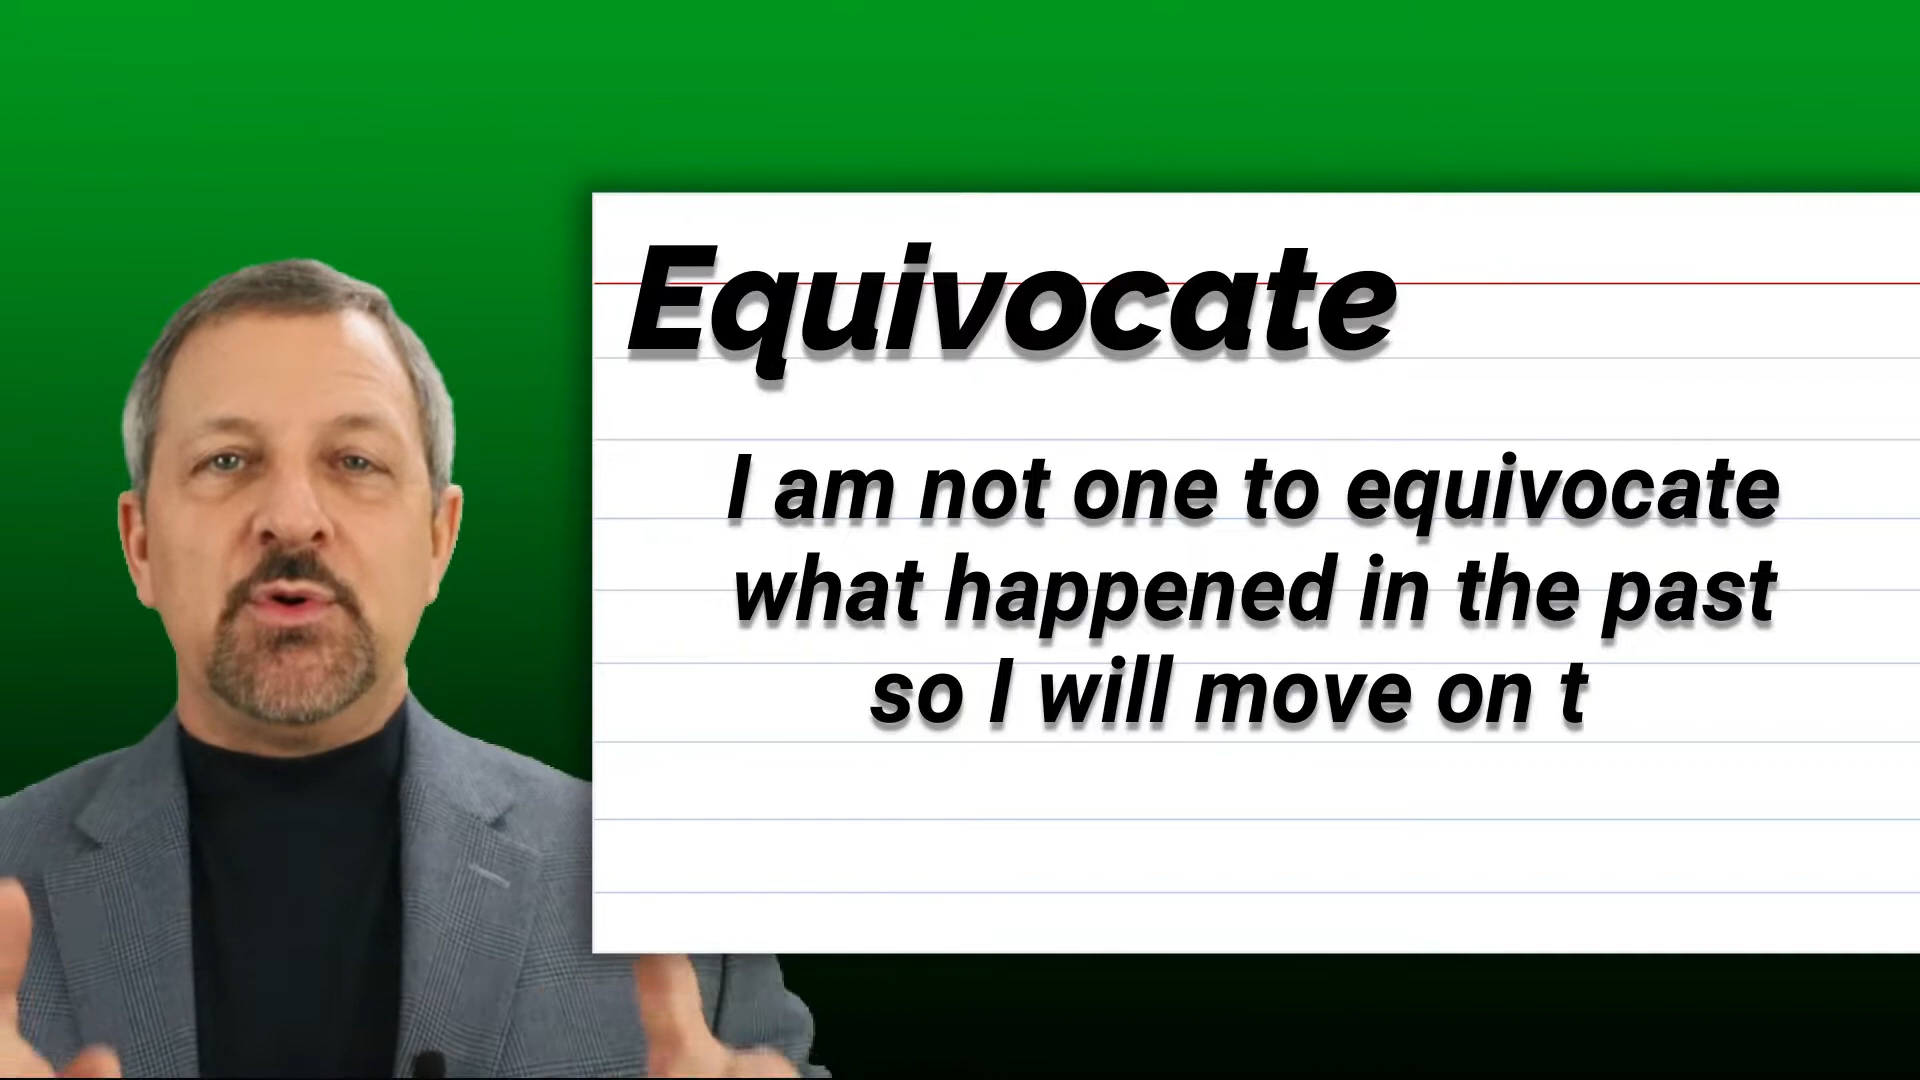 Equivocate
I am not one to equivocate
what happened in the past
so I will move on t